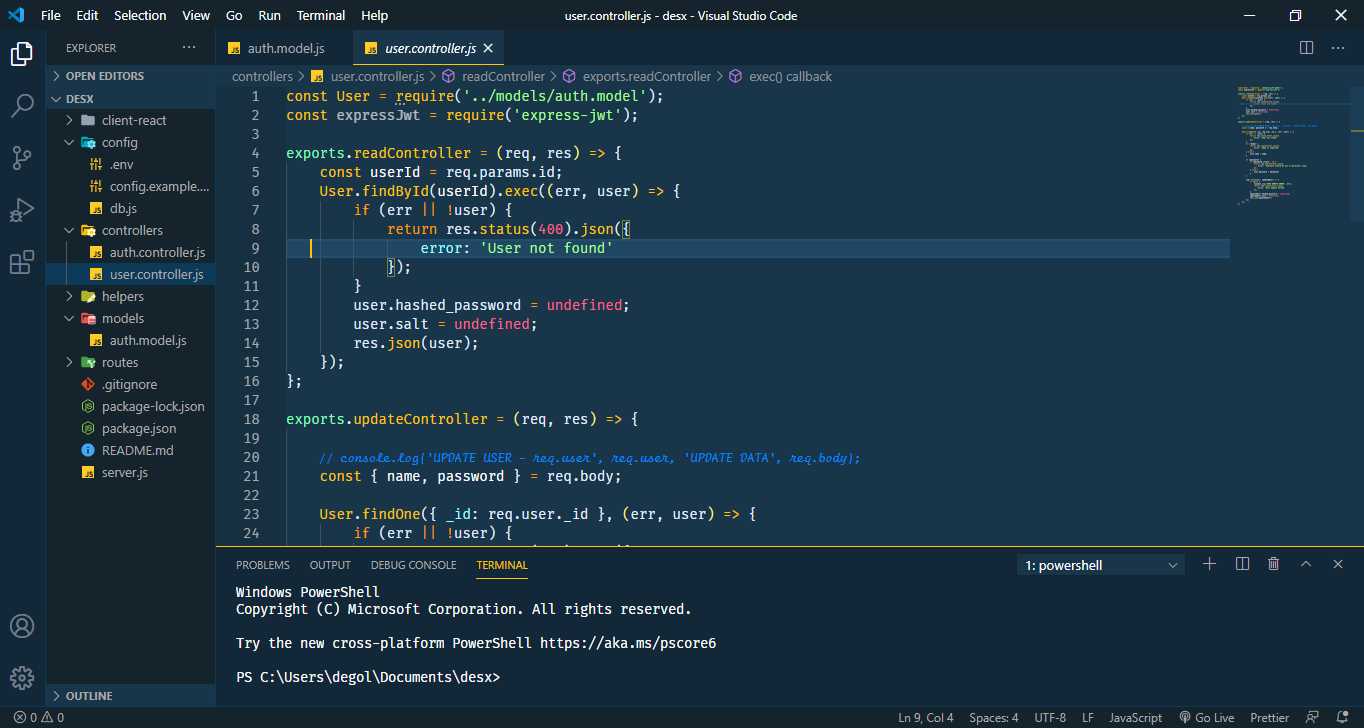 File Edit Selection View Go Run Terminal Help
user.controller.js - desx - Visual Studio Code
EXPLORER
OPEN EDITORS
DESX
client-react
config
.env
config.example....
db.js
controllers
auth.controller.js
user.controller.js
helpers
models
auth.model.js
routes
.gitignore
package-lock.json
package.json
README.md
server.js
OUTLINE
auth.model.js
user.controller.js
controllers > user.controller.js > readController > exports.readController > exec() callback
1 const User = require('../models/auth.model');
2 const expressJwt = require('express-jwt');
3
4 exports.readController = (req, res) => {
5 const userId = req.params.id;
6 User.findById(userId).exec((err, user) => {
7 if (err || !user) {
8 return res.status(400).json({
9 error: 'User not found'
10 });
11 }
12 user.hashed_password = undefined;
13 user.salt = undefined;
14 res.json(user);
15 });
16 };
17
18 exports.updateController = (req, res) => {
19
20 // console.log('UPDATE USER - req.user', req.user, 'UPDATE DATA', req.body);
21 const { name, password } = req.body;
22
23 User.findOne({ _id: req.user._id }, (err, user) => {
24 if (err || !user) {
PROBLEMS OUTPUT DEBUG CONSOLE TERMINAL
1: powershell
Windows PowerShell
Copyright (C) Microsoft Corporation. All rights reserved.
Try the new cross-platform PowerShell https://aka.ms/pscore6
PS C:\Users\degol\Documents\desx>
0 0
Ln 9, Col 4 Spaces: 4 UTF-8 LF JavaScript Go Live Prettier